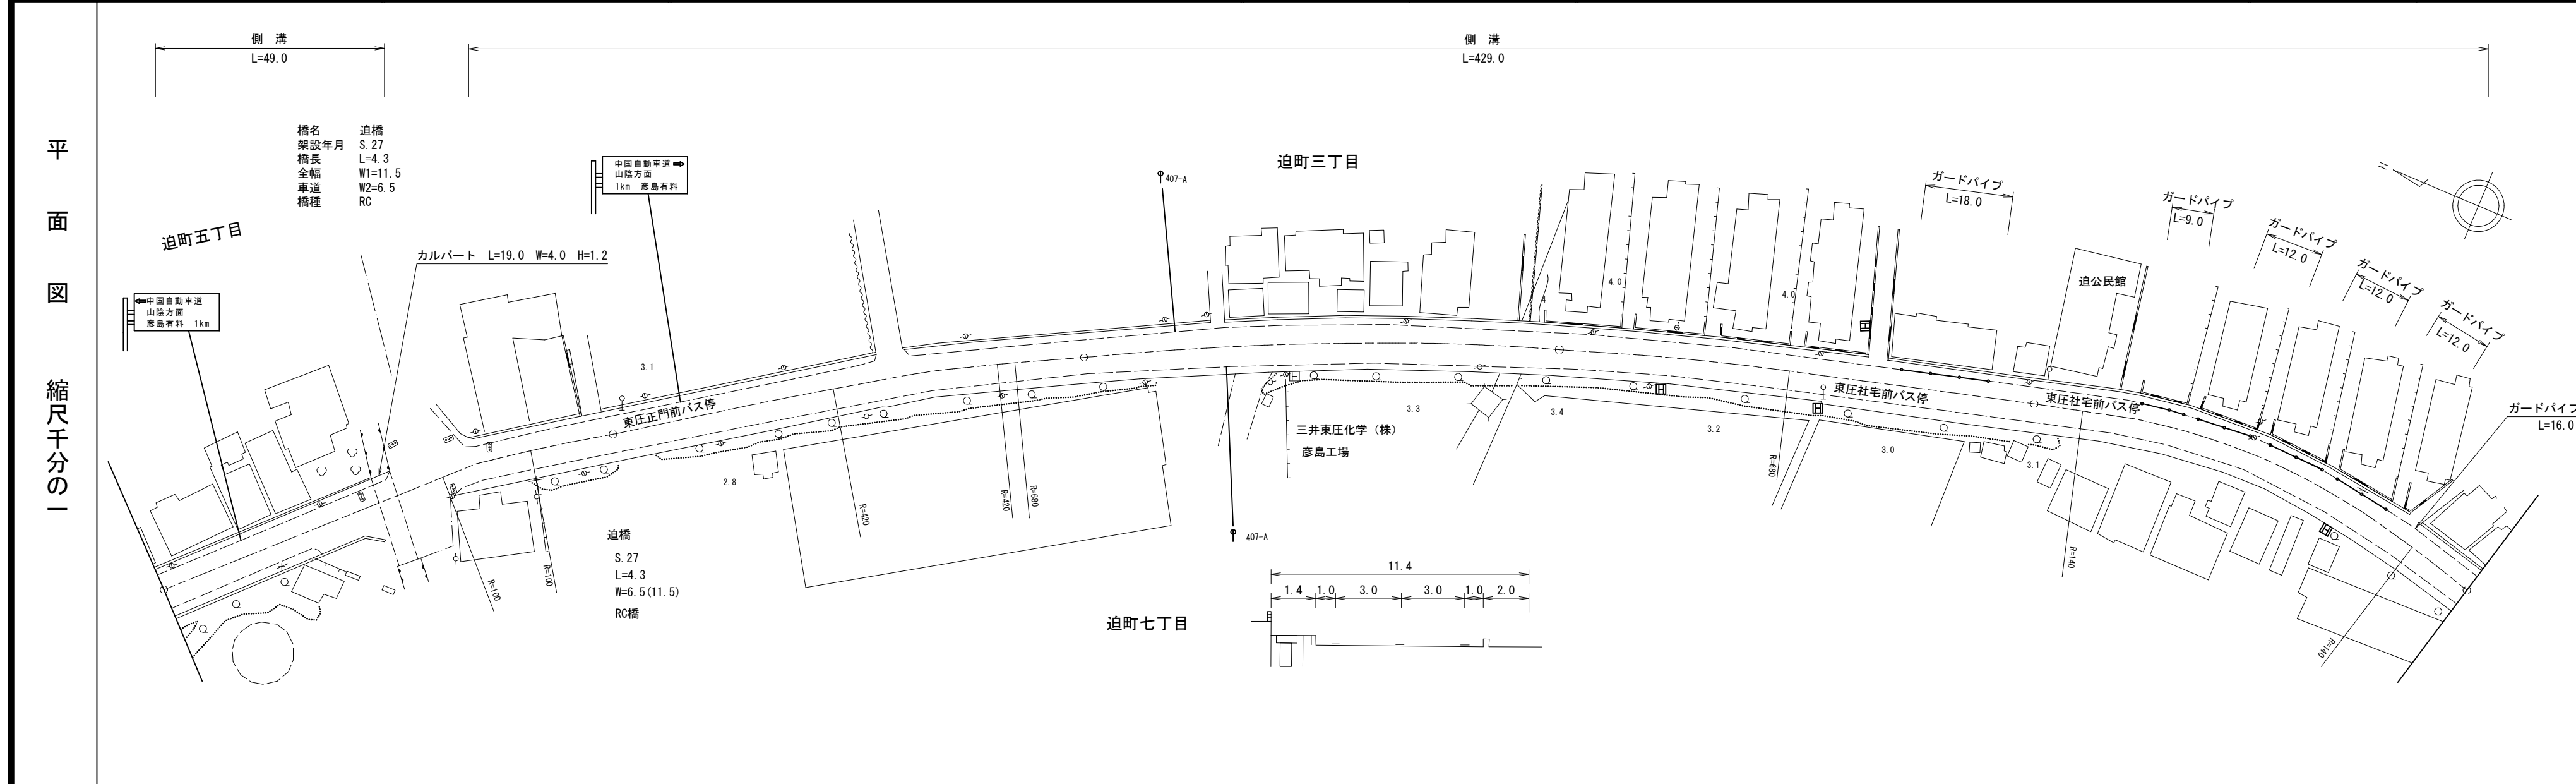 平面図 縮尺千分の一
側 溝
L=49.0
側 溝
L=429.0
橋名 迫橋
架設年月 S.27
橋長 L=4.3
全幅 W1=11.5
車道 W2=6.5
橋種 RC
中国自動車道
山陰方面
1km 彦島有料
407-A
迫町三丁目
ガードパイプ
L=18.0
ガードパイプ
L=9.0
ガードパイプ
L=12.0
ガードパイプ
L=12.0
ガードパイプ
L=12.0
N
迫町五丁目
カルバート L=19.0 W=4.0 H=1.2
中国自動車道
山陰方面
彦島有料 1km
迫公民館
4.0
4.0
4
3.1
東圧正門前バス停
東圧社宅前バス停
東圧社宅前バス停
ガードパイプ
L=16.0
3.3
3.4
3.2
3.0
3.1
三井東圧化学(株)
彦島工場
2.8
R=100
R=100
R=420
R=420
R=680
R=680
R=140
R=140
迫橋
S.27
L=4.3
W=6.5(11.5)
RC橋
407-A
迫町七丁目
11.4
1.4 1.0 3.0 3.0 1.0 2.0